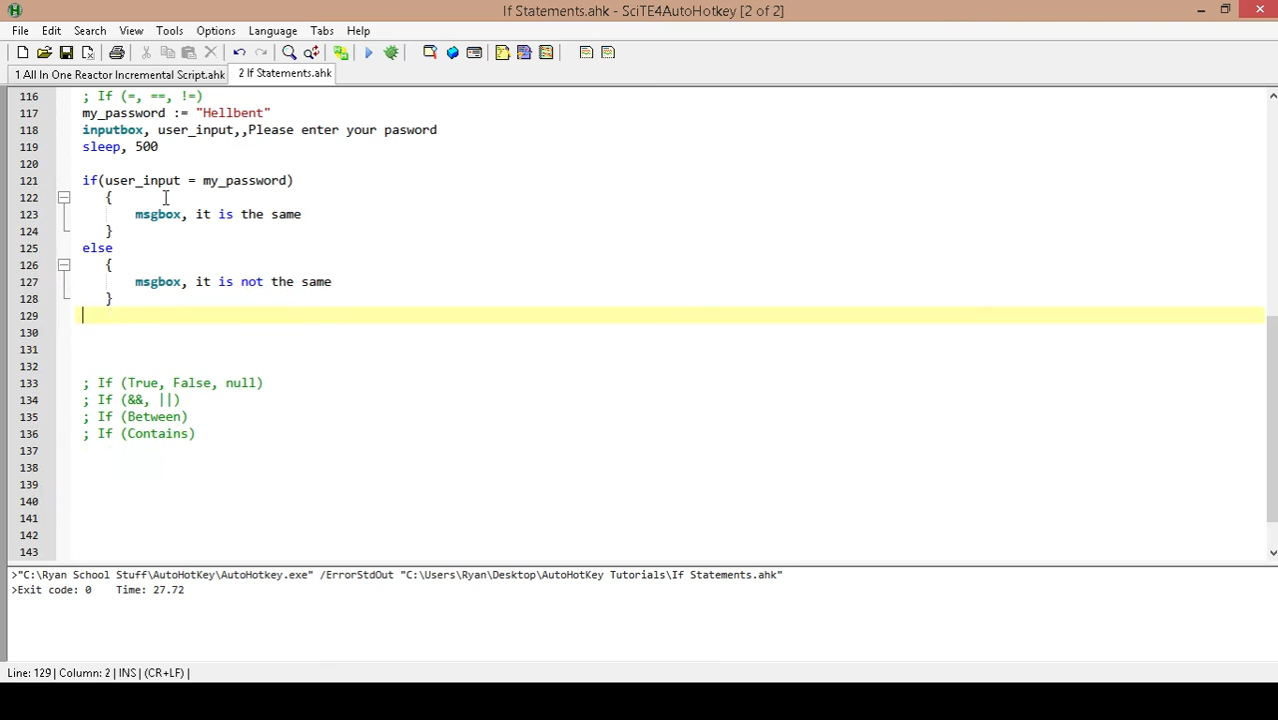 If Statements.ahk - SciTE4AutoHotkey [2 of 2]
File Edit Search View Tools Options Language Tabs Help
1 All In One Reactor Incremental Script.ahk 2 If Statements.ahk
116 ; If (=, ==, !=)
117 my_password := "Hellbent"
118 inputbox, user_input,,Please enter your pasword
119 sleep, 500
120
121 if(user_input = my_password)
122 {
123 msgbox, it is the same
124 }
125 else
126 {
127 msgbox, it is not the same
128 }
129
130
131
132
133 ; If (True, False, null)
134 ; If (&&, ||)
135 ; If (Between)
136 ; If (Contains)
137
138
139
140
141
142
143
>"C:\Ryan School Stuff\AutoHotKey\AutoHotkey.exe" /ErrorStdOut "C:\Users\Ryan\Desktop\AutoHotKey Tutorials\If Statements.ahk"
>Exit code: 0 Time: 27.72
Line: 129 | Column: 2 | INS | (CR+LF) |